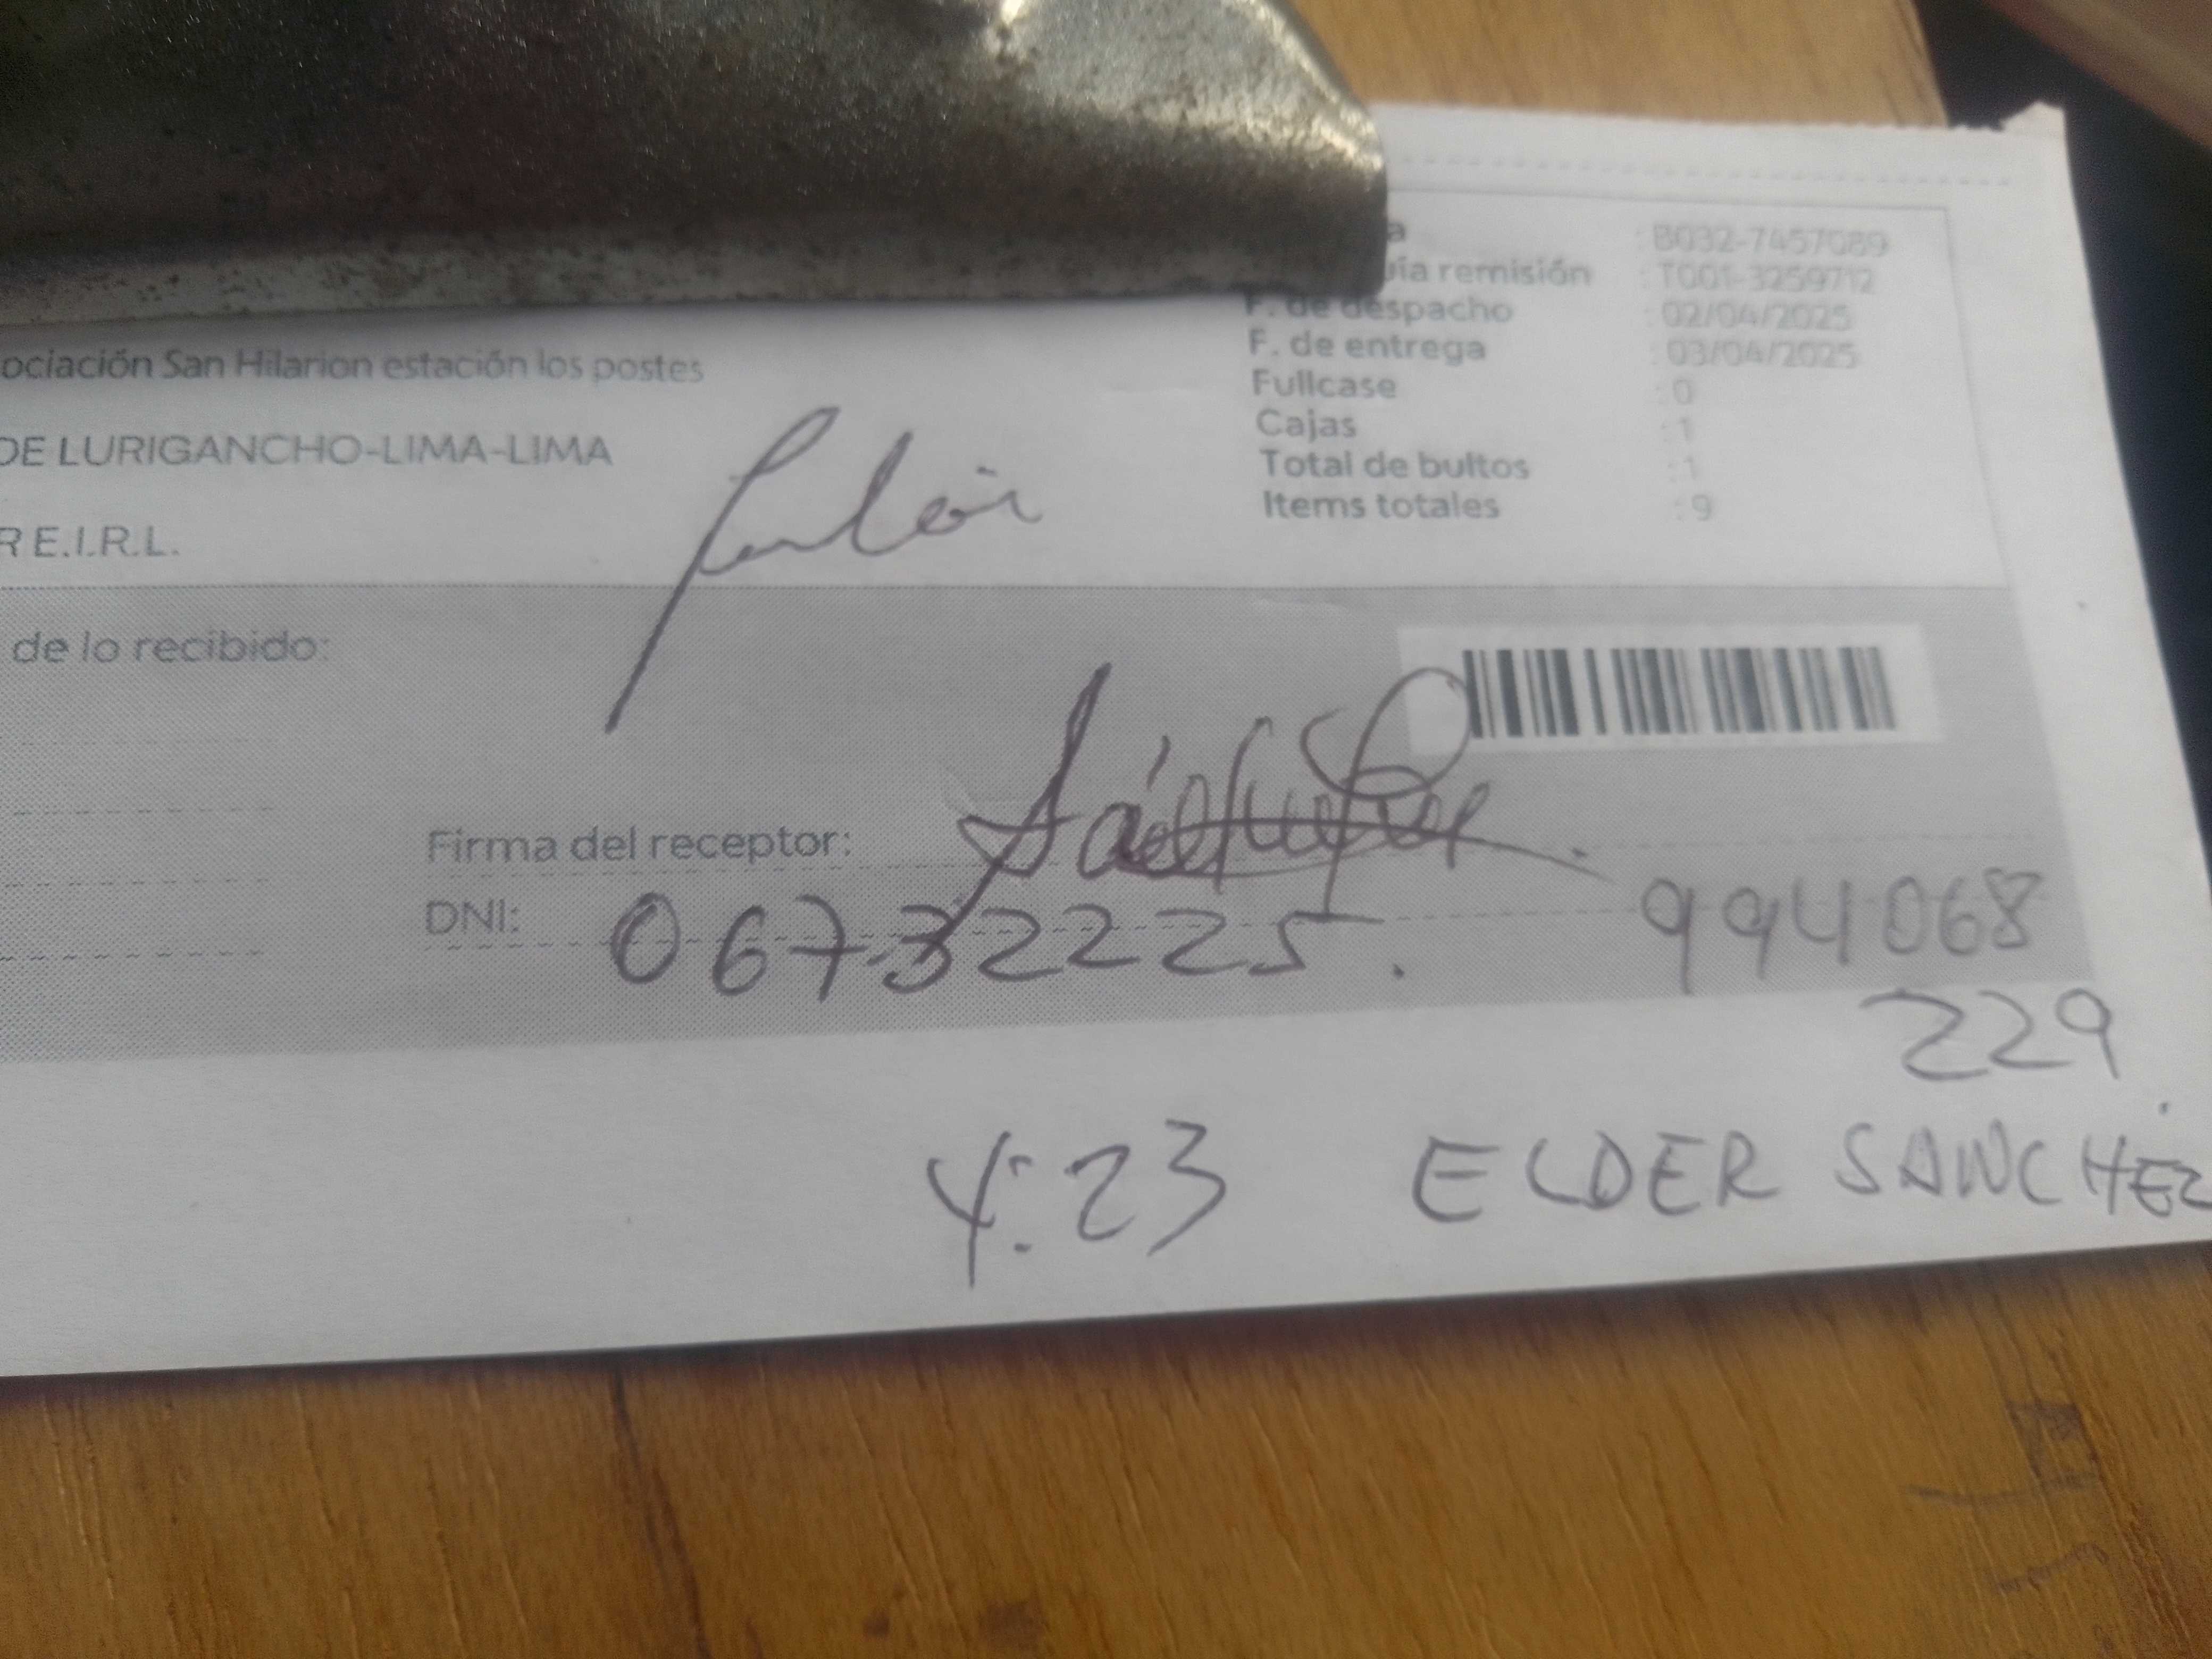 a : B032-7457089
uía remisión : T001-3259712
F. de despacho : 02/04/2025
F. de entrega : 03/04/2025
Fullcase : 0
Cajas : 1
Total de bultos : 1
Items totales : 9
ociación San Hilarion estación los postes
DE LURIGANCHO-LIMA-LIMA
R E.I.R.L.
de lo recibido:
Firma del receptor:
DNI: 06732225.
994068
229
4:23 ELDER SANCHEZ